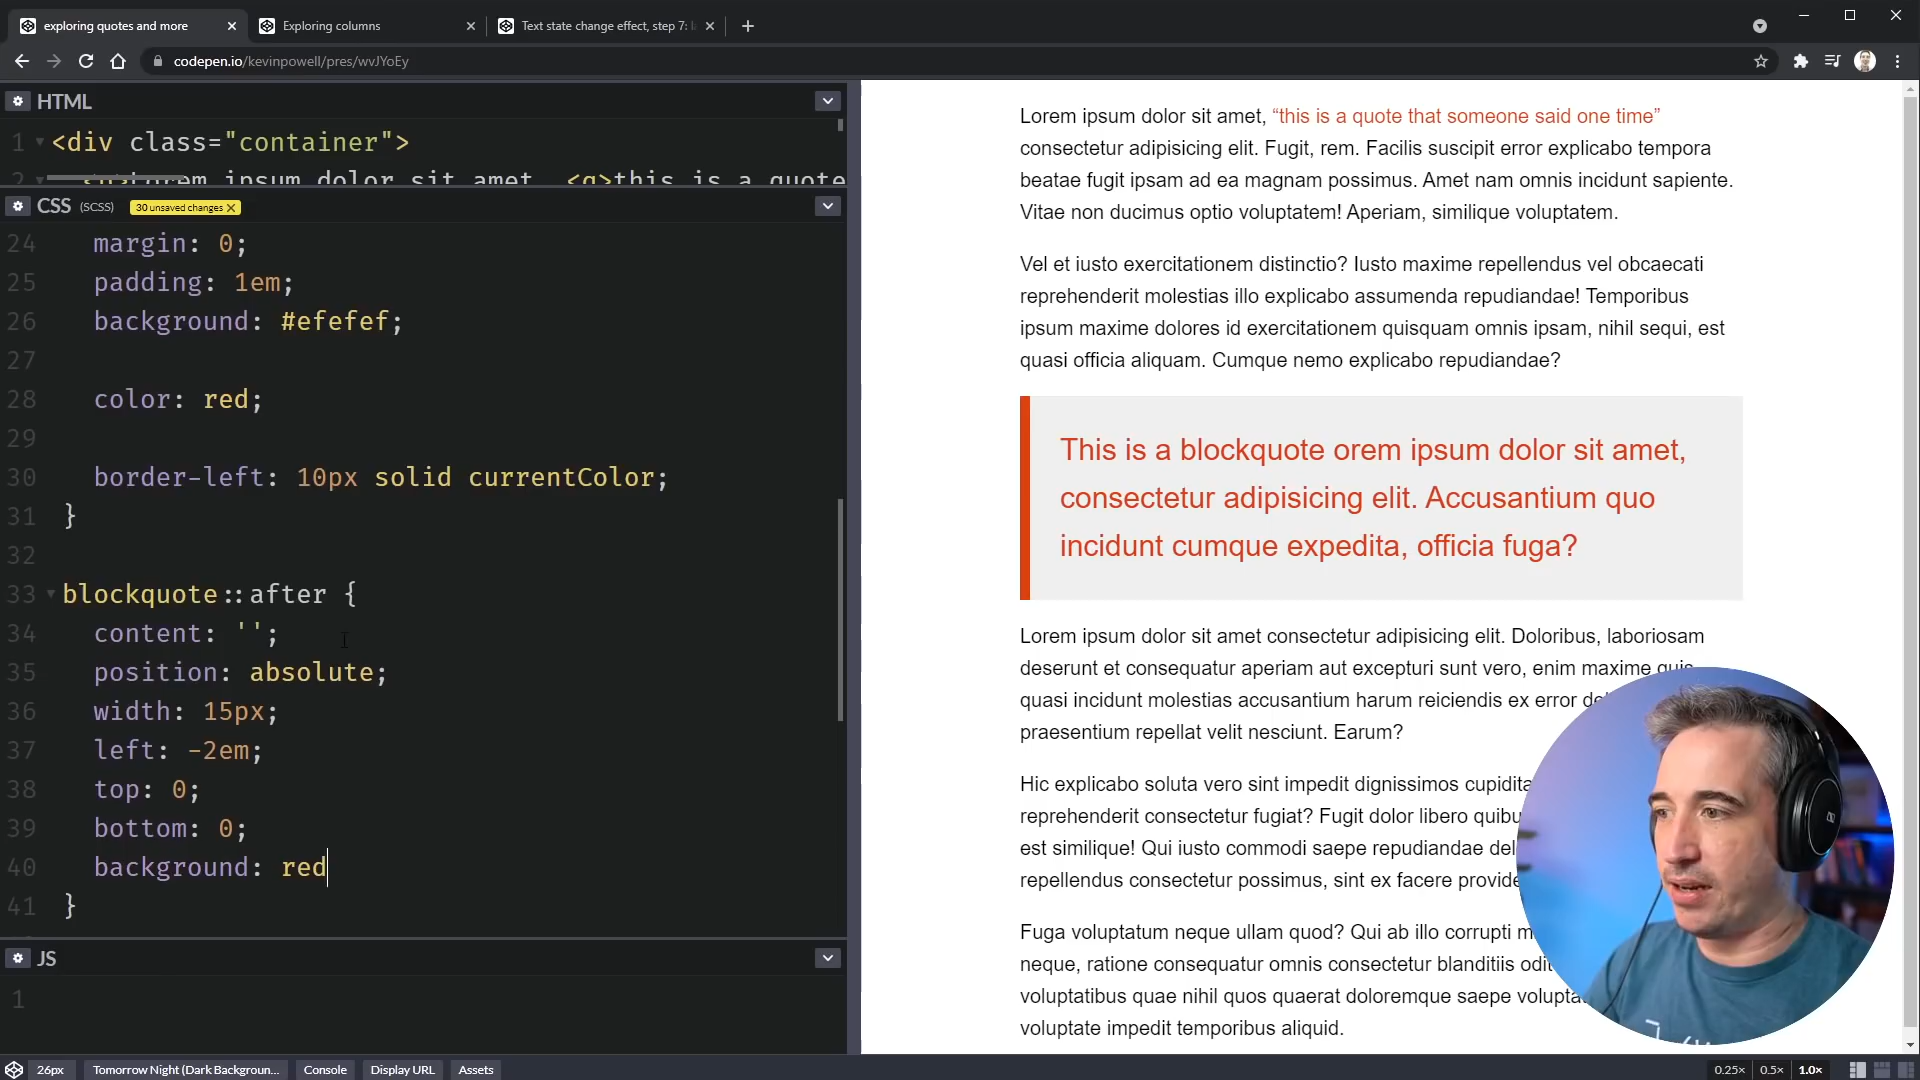 exploring quotes and more
Exploring columns
Text state change effect, step 7:
codepen.io/kevinpowell/pres/wvJYoEy
HTML
1 <div class="container">
2 <q>this is a quote
CSS (SCSS) 30 unsaved changes
24 margin: 0;
25 padding: 1em;
26 background: #efefef;
27
28 color: red;
29
30 border-left: 10px solid currentColor;
31 }
32
33 blockquote::after {
34 content: '';
35 position: absolute;
36 width: 15px;
37 left: -2em;
38 top: 0;
39 bottom: 0;
40 background: red
41 }
JS
1
26px Tomorrow Night (Dark Backgroun... Console Display URL Assets
Lorem ipsum dolor sit amet, “this is a quote that someone said one time”
consectetur adipisicing elit. Fugit, rem. Facilis suscipit error explicabo tempora
beatae fugit ipsam ad ea magnam possimus. Amet nam omnis incidunt sapiente.
Vitae non ducimus optio voluptatem! Aperiam, similique voluptatem.
Vel et iusto exercitationem distinctio? Iusto maxime repellendus vel obcaecati
reprehenderit molestias illo explicabo assumenda repudiandae! Temporibus
ipsum maxime dolores id exercitationem quisquam omnis ipsam, nihil sequi, est
quasi officia aliquam. Cumque nemo explicabo repudiandae?
This is a blockquote orem ipsum dolor sit amet,
consectetur adipisicing elit. Accusantium quo
incidunt cumque expedita, officia fuga?
Lorem ipsum dolor sit amet consectetur adipisicing elit. Doloribus, laboriosam
deserunt et consequatur aperiam aut excepturi sunt vero, enim maxime quis
quasi incidunt molestias accusantium harum reiciendis ex error
praesentium repellat velit nesciunt. Earum?
Hic explicabo soluta vero sint impedit dignissimos
reprehenderit consectetur fugiat? Fugit dolor libero
est similique! Qui iusto commodi saepe repudiandae
repellendus consectetur possimus, sint ex facere
Fuga voluptatum neque ullam quod? Qui ab illo corrupti
neque, ratione consequatur omnis consectetur blanditiis
voluptatibus quae nihil quos quaerat doloremque saepe
voluptate impedit temporibus aliquid.
0.25× 0.5× 1.0×